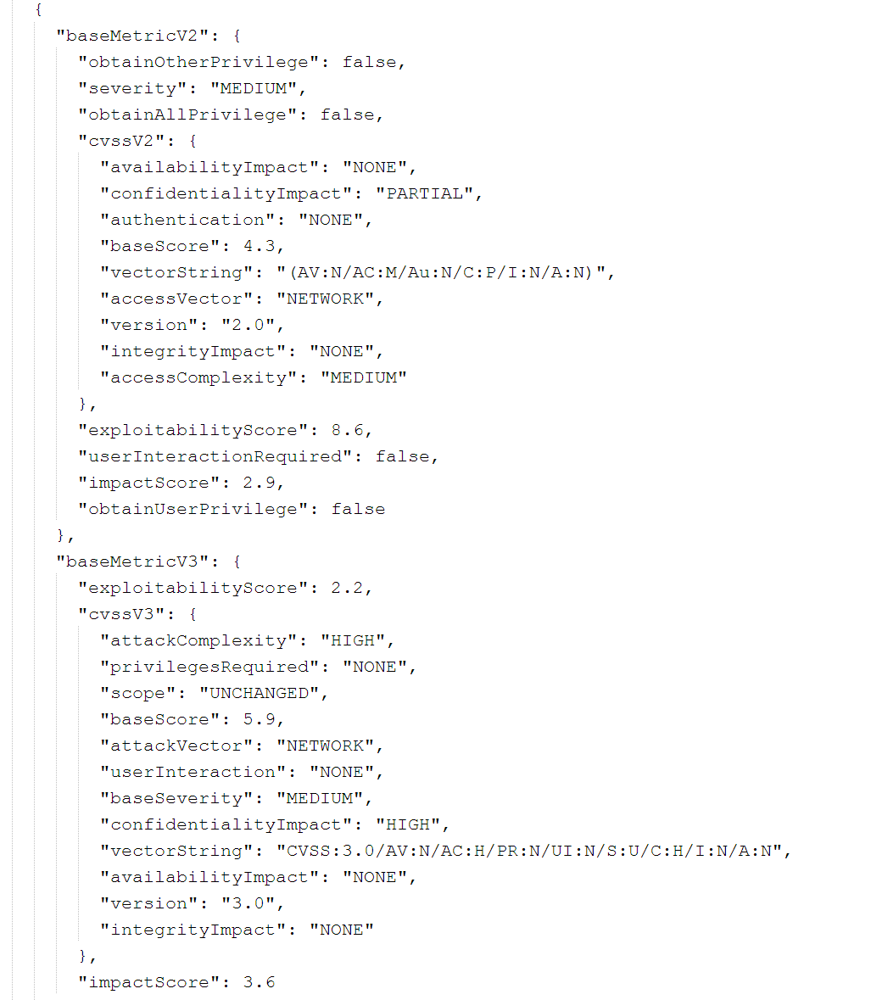 {
"baseMetricV2": {
"obtainOtherPrivilege": false,
"severity": "MEDIUM",
"obtainAllPrivilege": false,
"cvssV2": {
"availabilityImpact": "NONE",
"confidentialityImpact": "PARTIAL",
"authentication": "NONE",
"baseScore": 4.3,
"vectorString": "(AV:N/AC:M/Au:N/C:P/I:N/A:N)",
"accessVector": "NETWORK",
"version": "2.0",
"integrityImpact": "NONE",
"accessComplexity": "MEDIUM"
},
"exploitabilityScore": 8.6,
"userInteractionRequired": false,
"impactScore": 2.9,
"obtainUserPrivilege": false
},
"baseMetricV3": {
"exploitabilityScore": 2.2,
"cvssV3": {
"attackComplexity": "HIGH",
"privilegesRequired": "NONE",
"scope": "UNCHANGED",
"baseScore": 5.9,
"attackVector": "NETWORK",
"userInteraction": "NONE",
"baseSeverity": "MEDIUM",
"confidentialityImpact": "HIGH",
"vectorString": "CVSS:3.0/AV:N/AC:H/PR:N/UI:N/S:U/C:H/I:N/A:N",
"availabilityImpact": "NONE",
"version": "3.0",
"integrityImpact": "NONE"
},
"impactScore": 3.6